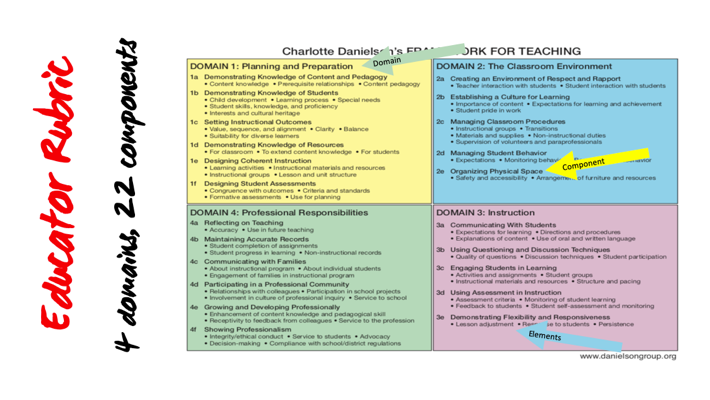 Educator Rubric
4 domains, 22 components
Charlotte Danielson's FRAMEWORK FOR TEACHING
Domain
DOMAIN 1: Planning and Preparation
1a Demonstrating Knowledge of Content and Pedagogy
• Content knowledge • Prerequisite relationships • Content pedagogy
1b Demonstrating Knowledge of Students
• Child development • Learning process • Special needs
• Student skills, knowledge, and proficiency
• Interests and cultural heritage
1c Setting Instructional Outcomes
• Value, sequence, and alignment • Clarity • Balance
• Suitability for diverse learners
1d Demonstrating Knowledge of Resources
• For classroom • To extend content knowledge • For students
1e Designing Coherent Instruction
• Learning activities • Instructional materials and resources
• Instructional groups • Lesson and unit structure
1f Designing Student Assessments
• Congruence with outcomes • Criteria and standards
• Formative assessments • Use for planning
DOMAIN 2: The Classroom Environment
2a Creating an Environment of Respect and Rapport
• Teacher interaction with students • Student interaction with students
2b Establishing a Culture for Learning
• Importance of content • Expectations for learning and achievement
• Student pride in work
2c Managing Classroom Procedures
• Instructional groups • Transitions
• Materials and supplies • Non-instructional duties
• Supervision of volunteers and paraprofessionals
2d Managing Student Behavior
• Expectations • Monitoring
Component
2e Organizing Physical Space
• Safety and accessibility • Arrangement of furniture and resources
DOMAIN 4: Professional Responsibilities
4a Reflecting on Teaching
• Accuracy • Use in future teaching
4b Maintaining Accurate Records
• Student completion of assignments
• Student progress in learning • Non-instructional records
4c Communicating with Families
• About instructional program • About individual students
• Engagement of families in instructional program
4d Participating in a Professional Community
• Relationships with colleagues • Participation in school projects
• Involvement in culture of professional inquiry • Service to school
4e Growing and Developing Professionally
• Enhancement of content knowledge and pedagogical skill
• Receptivity to feedback from colleagues • Service to the profession
4f Showing Professionalism
• Integrity/ethical conduct • Service to students • Advocacy
• Decision-making • Compliance with school/district regulations
DOMAIN 3: Instruction
3a Communicating With Students
• Expectations for learning • Directions and procedures
• Explanations of content • Use of oral and written language
3b Using Questioning and Discussion Techniques
• Quality of questions • Discussion techniques • Student participation
3c Engaging Students in Learning
• Activities and assignments • Student groups
• Instructional materials and resources • Structure and pacing
3d Using Assessment in Instruction
• Assessment criteria • Monitoring of student learning
• Feedback to students • Student self-assessment and monitoring
3e Demonstrating Flexibility and Responsiveness
• Lesson adjustment • to students • Persistence
Elements
www.danielsongroup.org